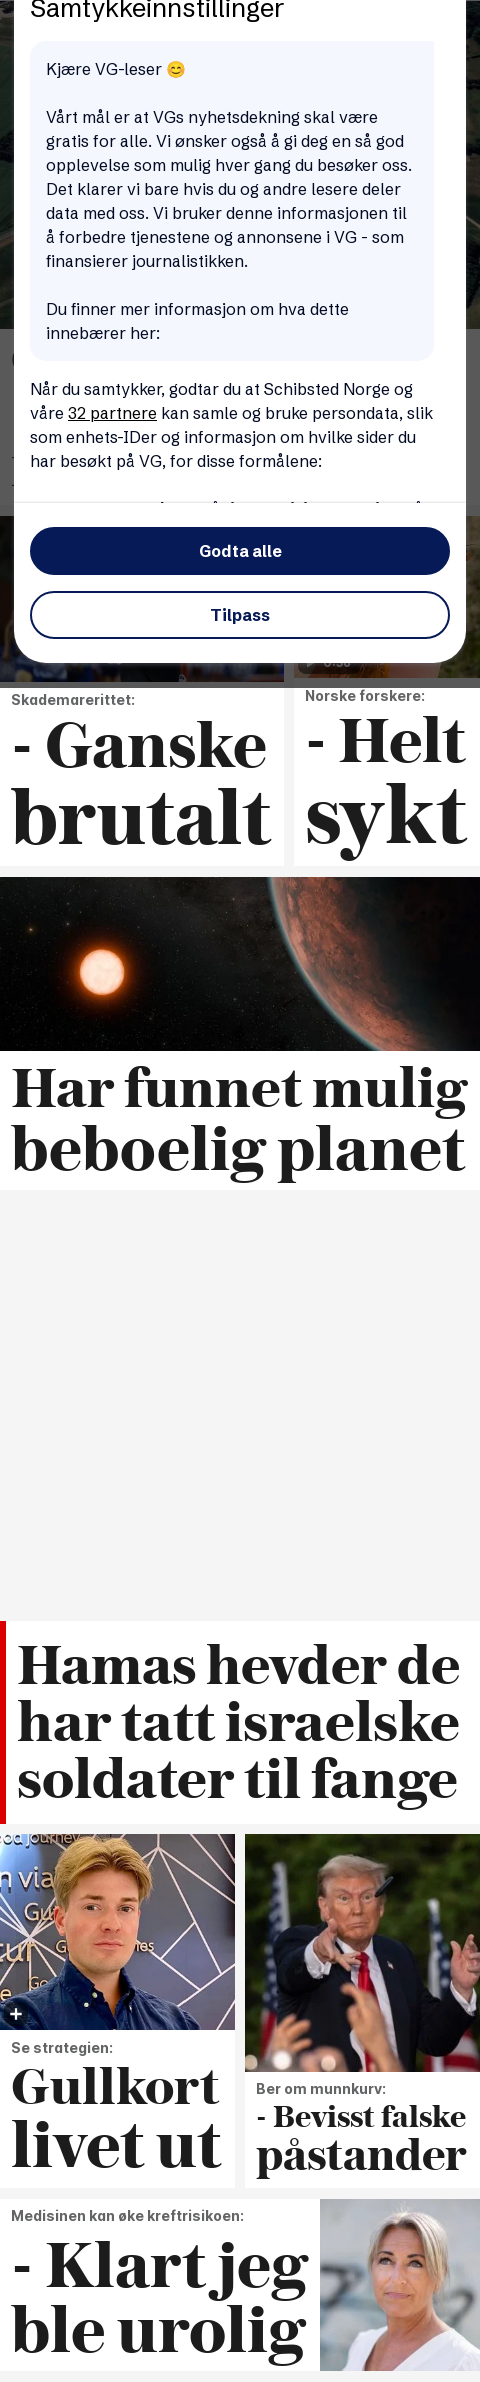 Samtykkeinnstillinger
Kjære VG-leser 😊
Vårt mål er at VGs nyhetsdekning skal være
gratis for alle. Vi ønsker også å gi deg en så god
opplevelse som mulig hver gang du besøker oss.
Det klarer vi bare hvis du og andre lesere deler
data med oss. Vi bruker denne informasjonen til
å forbedre tjenestene og annonsene i VG - som
finansierer journalistikken.
Du finner mer informasjon om hva dette
innebærer her:
Når du samtykker, godtar du at Schibsted Norge og
våre 32 partnere kan samle og bruke persondata, slik
som enhets-IDer og informasjon om hvilke sider du
har besøkt på VG, for disse formålene:
Godta alle
Tilpass
Skademarerittet:
- Ganske
brutalt
Norske forskere:
- Helt
sykt
Har funnet mulig
beboelig planet
Hamas hevder de
har tatt israelske
soldater til fange
Se strategien:
Gullkort
livet ut
Ber om munnkurv:
- Bevisst falske
påstander
Medisinen kan øke kreftrisikoen:
- Klart jeg
ble urolig